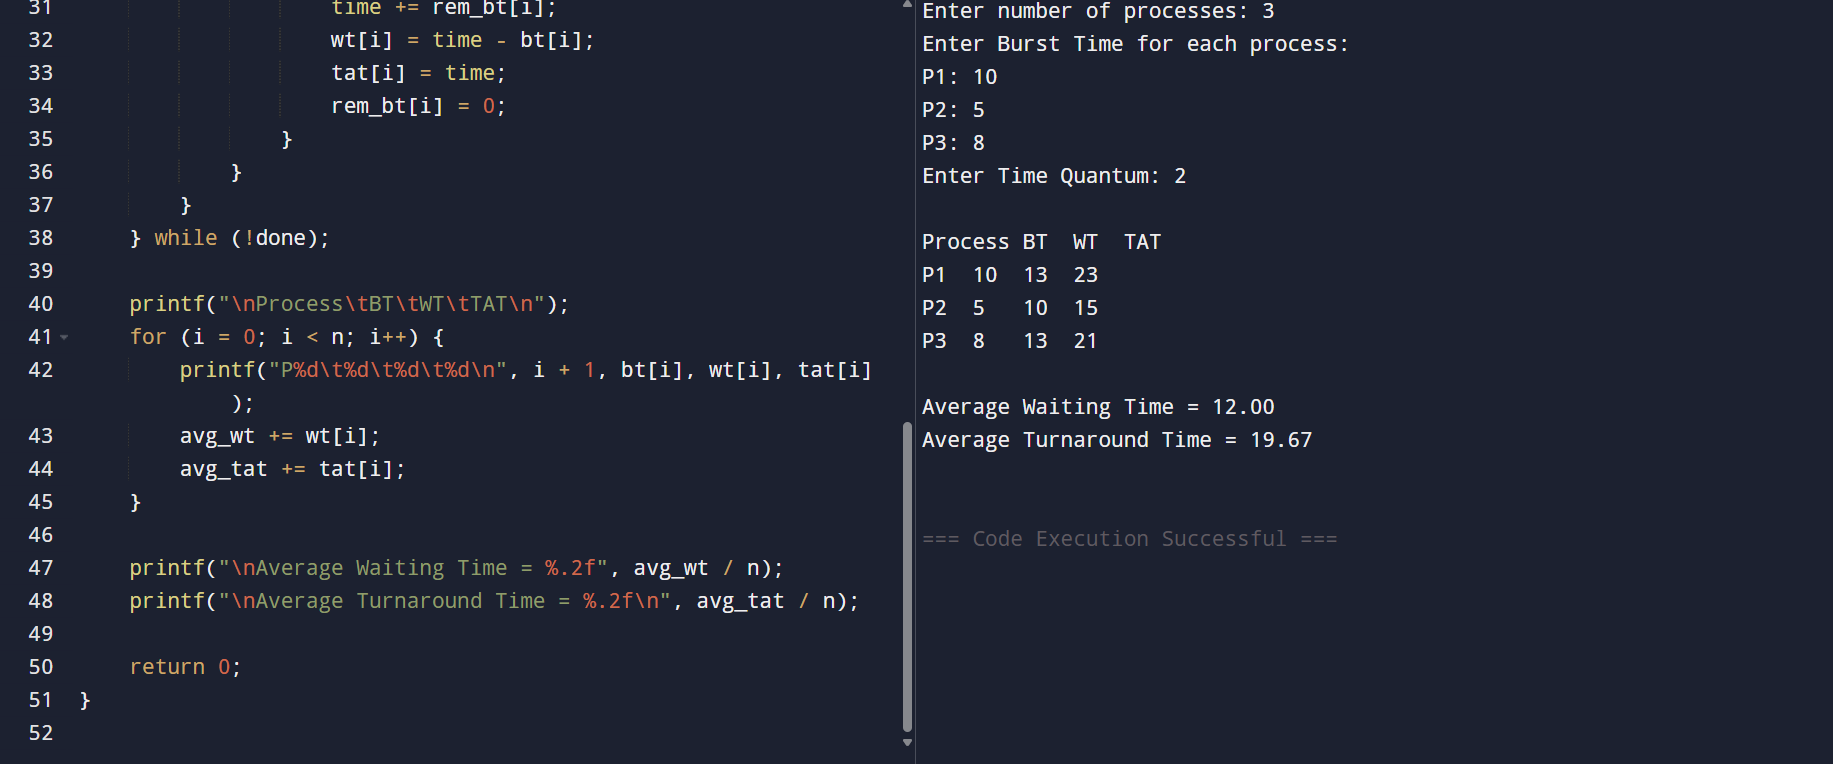 31                     time += rem_bt[i];
32                     wt[i] = time - bt[i];
33                     tat[i] = time;
34                     rem_bt[i] = 0;
35                 }
36             }
37         }
38     } while (!done);
39
40     printf("\nProcess\tBT\tWT\tTAT\n");
41     for (i = 0; i < n; i++) {
42         printf("P%d\t%d\t%d\t%d\n", i + 1, bt[i], wt[i], tat[i]
            );
43         avg_wt += wt[i];
44         avg_tat += tat[i];
45     }
46
47     printf("\nAverage Waiting Time = %.2f", avg_wt / n);
48     printf("\nAverage Turnaround Time = %.2f\n", avg_tat / n);
49
50     return 0;
51 }
52
Enter number of processes: 3
Enter Burst Time for each process:
P1: 10
P2: 5
P3: 8
Enter Time Quantum: 2
Process BT  WT  TAT
P1  10  13  23
P2  5   10  15
P3  8   13  21
Average Waiting Time = 12.00
Average Turnaround Time = 19.67
=== Code Execution Successful ===